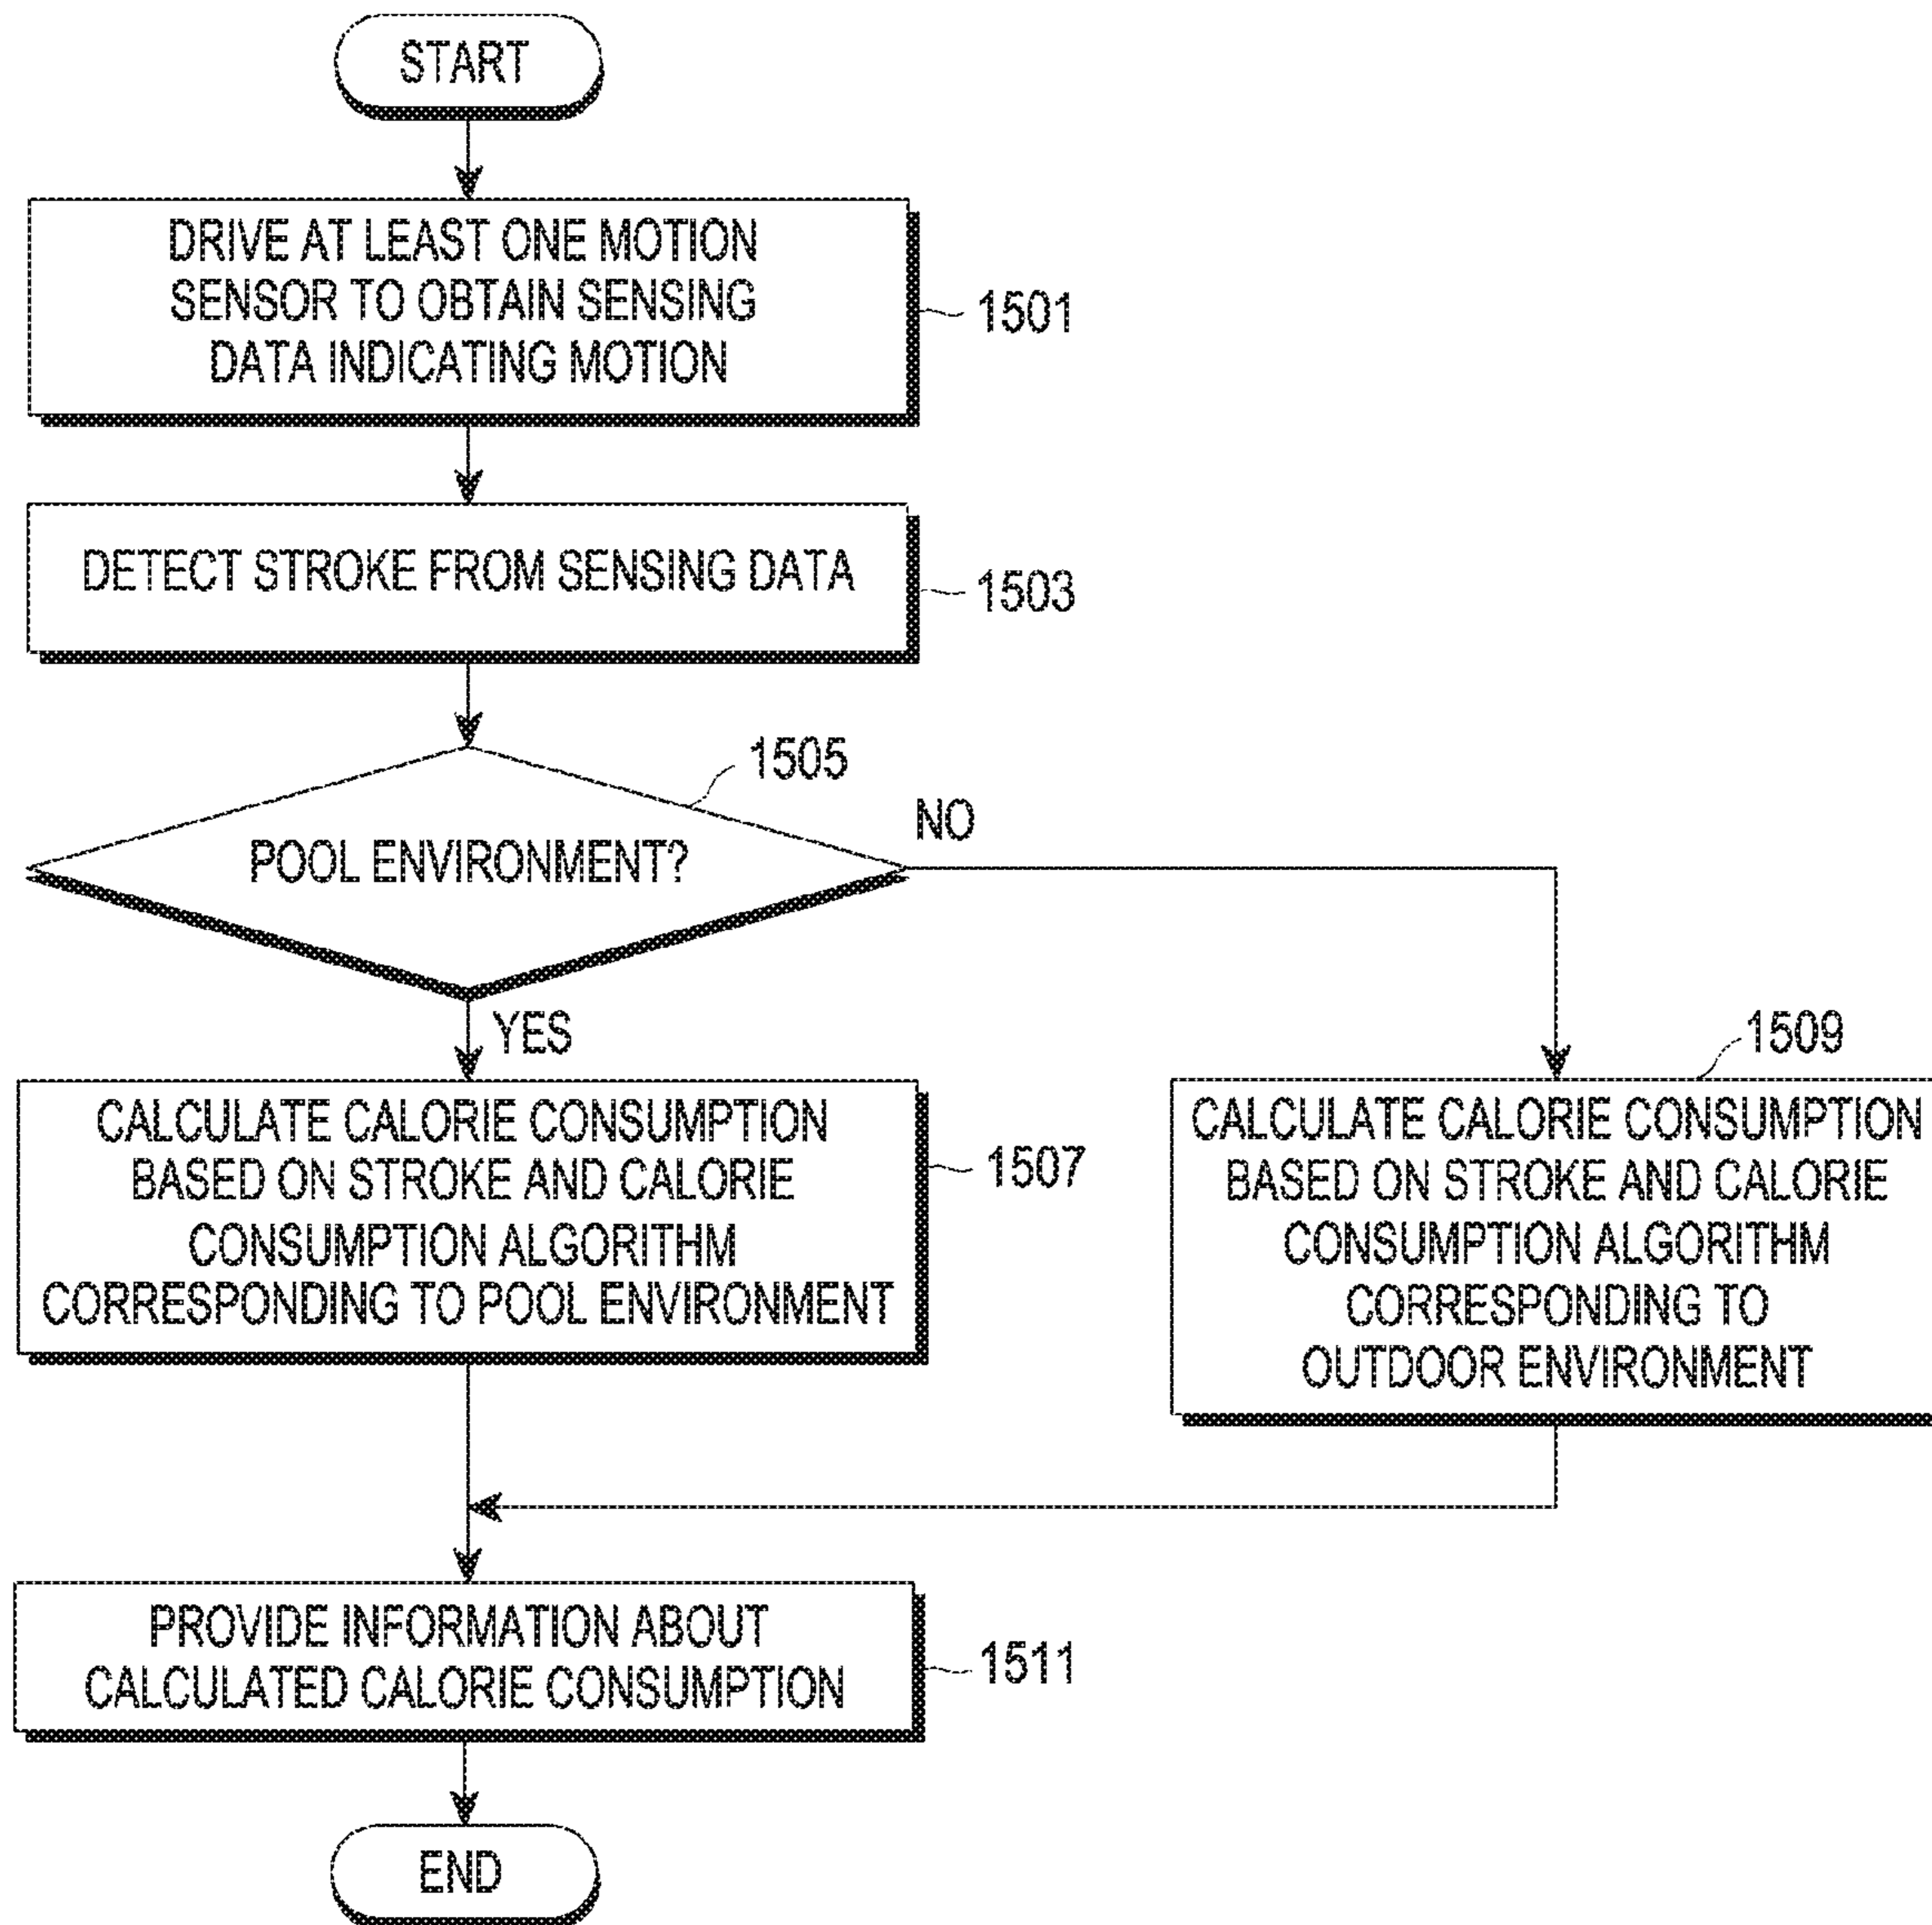 START
DRIVE AT LEAST ONE MOTION
SENSOR TO OBTAIN SENSING
DATA INDICATING MOTION
1501
DETECT STROKE FROM SENSING DATA
1503
1505
POOL ENVIRONMENT?
NO
YES
CALCULATE CALORIE CONSUMPTION
BASED ON STROKE AND CALORIE
CONSUMPTION ALGORITHM
CORRESPONDING TO POOL ENVIRONMENT
1507
1509
CALCULATE CALORIE CONSUMPTION
BASED ON STROKE AND CALORIE
CONSUMPTION ALGORITHM
CORRESPONDING TO
OUTDOOR ENVIRONMENT
PROVIDE INFORMATION ABOUT
CALCULATED CALORIE CONSUMPTION
1511
END